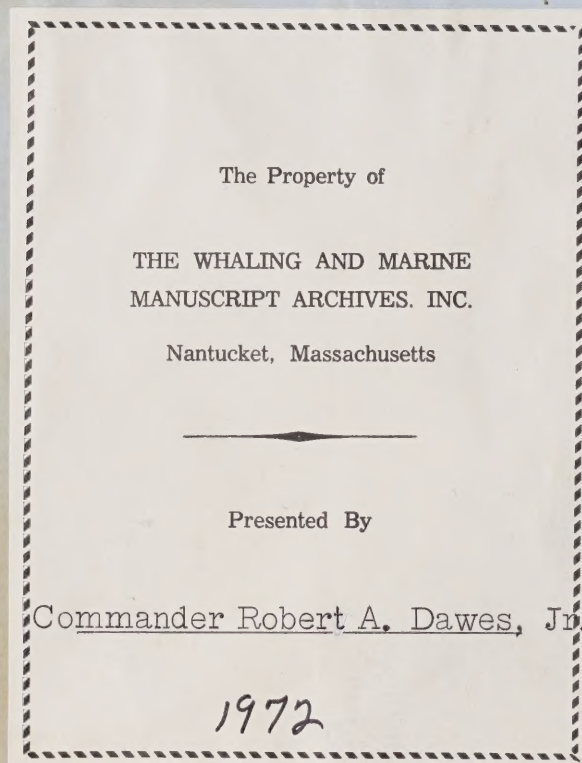 The Property of
THE WHALING AND MARINE
MANUSCRIPT ARCHIVES. INC.
Nantucket, Massachusetts
Presented By
Commander Robert A. Dawes, Jr
1972